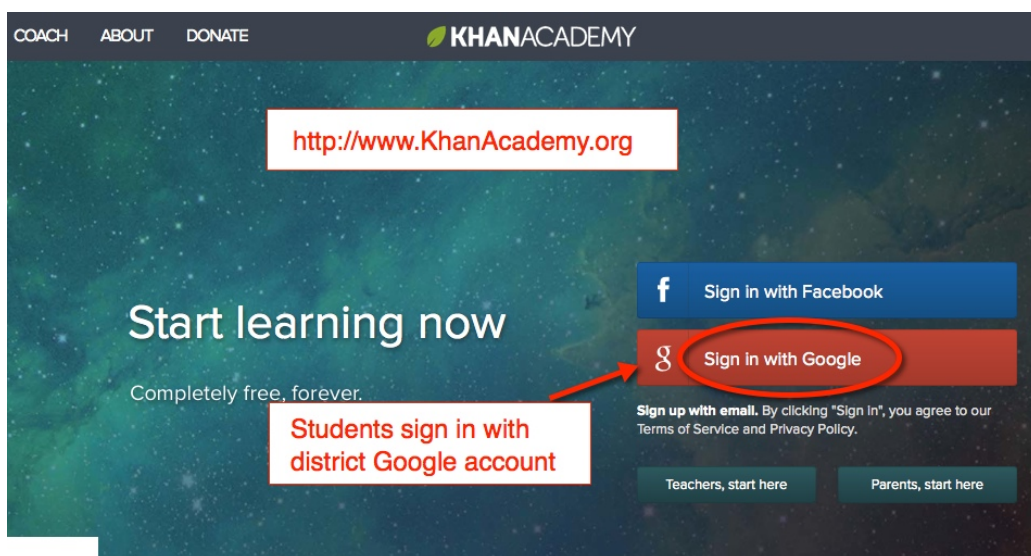 COACH ABOUT DONATE KHANACADEMY
http://www.KhanAcademy.org
f Sign in with Facebook
Start learning now
g Sign in with Google
Completely free, forever.
Sign up with email. By clicking "Sign In", you agree to our
Terms of Service and Privacy Policy.
Students sign in with
district Google account
Teachers, start here Parents, start here